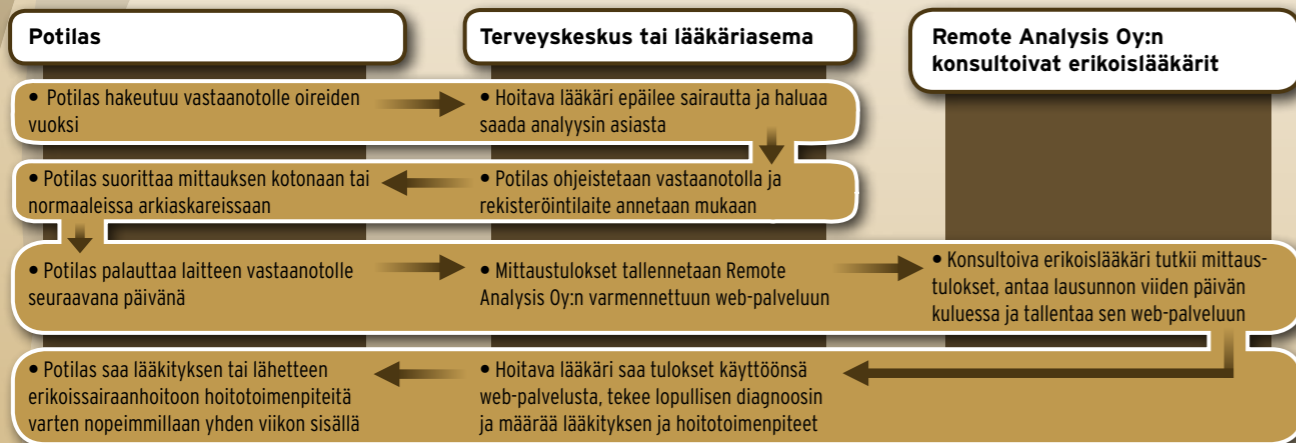 Potilas
Terveyskeskus tai lääkäriasema
Remote Analysis Oy:n
konsultoivat erikoislääkärit
• Potilas hakeutuu vastaanotolle oireiden
vuoksi
• Hoitava lääkäri epäilee sairautta ja haluaa
saada analyysin asiasta
• Potilas ohjeistetaan vastaanotolla ja
rekisteröintilaite annetaan mukaan
• Potilas suorittaa mittauksen kotonaan tai
normaaleissa arkiaskareissaan
• Potilas palauttaa laitteen vastaanotolle
seuraavana päivänä
• Mittaustulokset tallennetaan Remote
Analysis Oy:n varmennettuun web-palveluun
• Konsultoiva erikoislääkäri tutkii mittaus-
tulokset, antaa lausunnon viiden päivän
kuluessa ja tallentaa sen web-palveluun
• Hoitava lääkäri saa tulokset käyttöönsä
web-palvelusta, tekee lopullisen diagnoosin
ja määrää lääkityksen ja hoitotoimenpiteet
• Potilas saa lääkityksen tai lähetteen
erikoissairaanhoitoon hoitotoimenpiteitä
varten nopeimmillaan yhden viikon sisällä